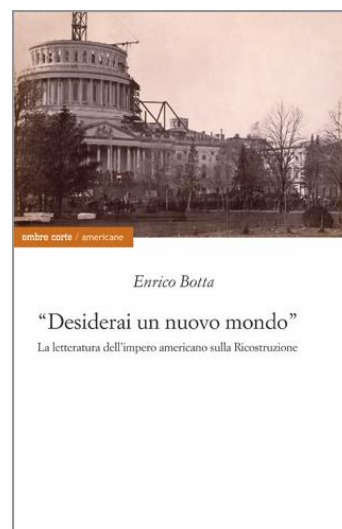 ombre corte / americane
Enrico Botta
“Desiderai un nuovo mondo”
La letteratura dell’impero americano sulla Ricostruzione